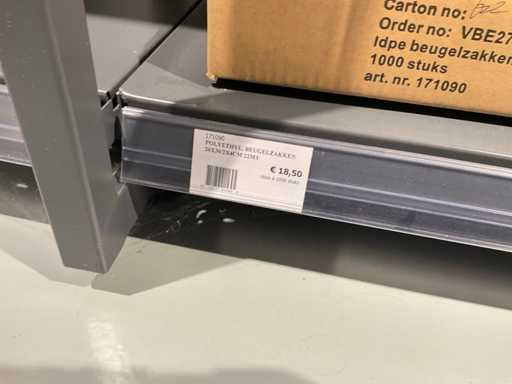 Carton no:
Order no: VBE27
ldpe beugelzakken
1000 stuks
art. nr. 171090
171090
POLYETHYL. BEUGELZAKKEN
€ 18,50